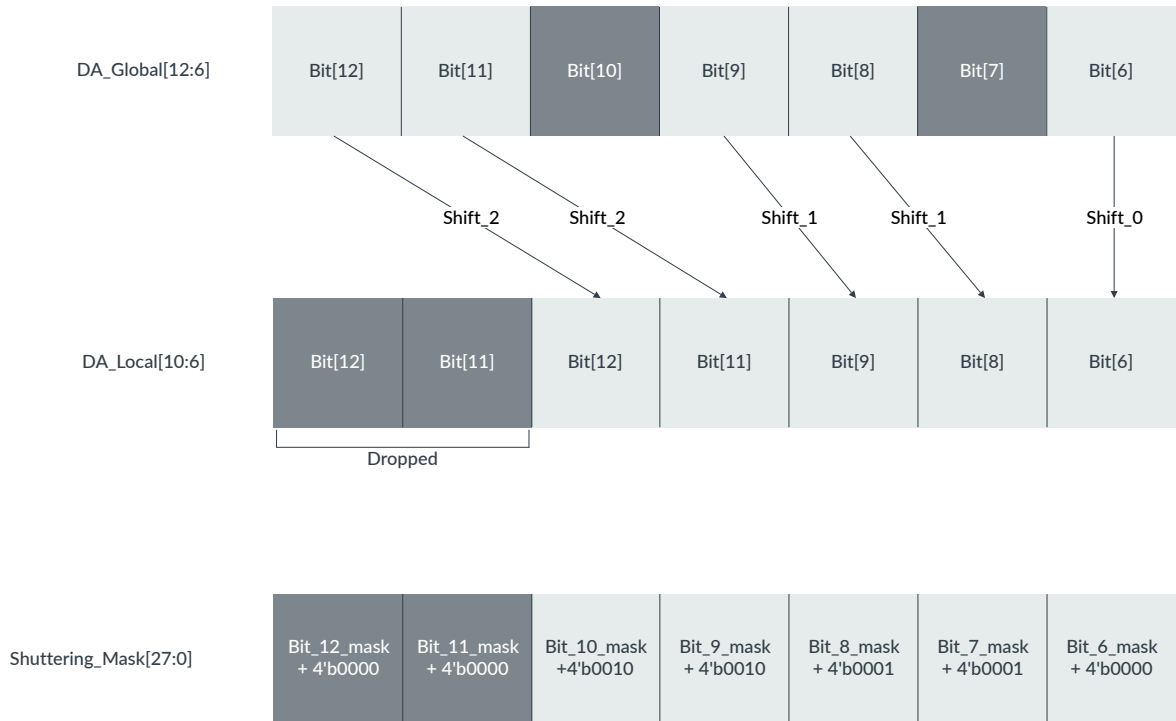 DA_Global[12:6]
Bit[12]
Bit[11]
Bit[10]
Bit[9]
Bit[8]
Bit[7]
Bit[6]
Shift_2
Shift_2
Shift_1
Shift_1
Shift_0
DA_Local[10:6]
Bit[12]
Bit[11]
Bit[12]
Bit[11]
Bit[9]
Bit[8]
Bit[6]
Dropped
Shuttering_Mask[27:0]
Bit_12_mask
+ 4'b0000
Bit_11_mask
+ 4'b0000
Bit_10_mask
+4'b0010
Bit_9_mask
+ 4'b0010
Bit_8_mask
+ 4'b0001
Bit_7_mask
+ 4'b0001
Bit_6_mask
+ 4'b0000